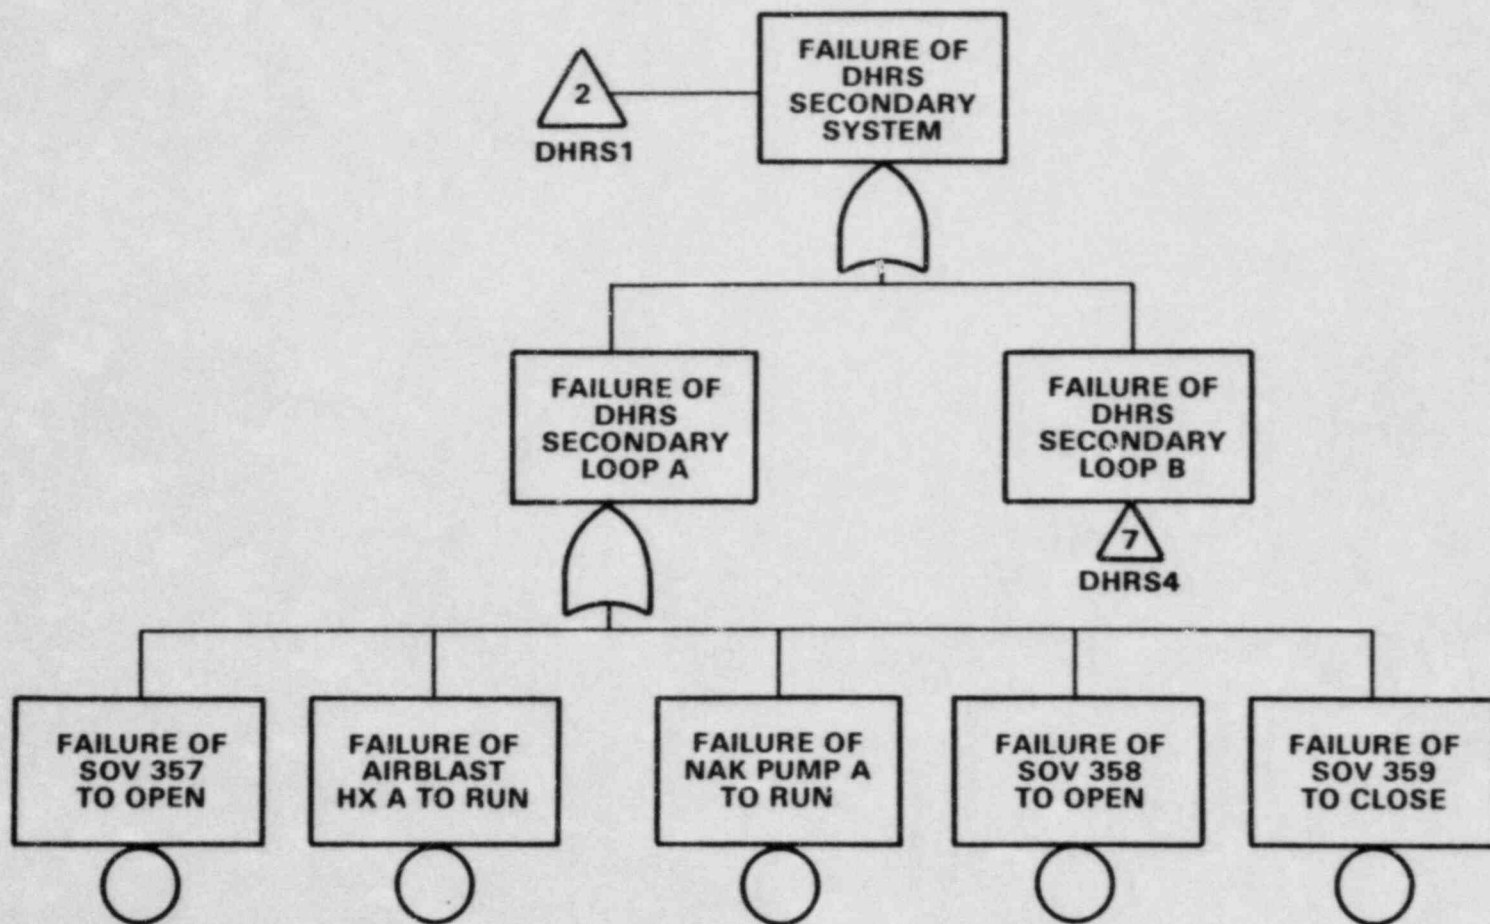 FAILURE OF
DHRS
SECONDARY
SYSTEM
2
DHRS1
FAILURE OF
DHRS
SECONDARY
LOOP A
FAILURE OF
DHRS
SECONDARY
LOOP B
7
DHRS4
FAILURE OF
SOV 357
TO OPEN
FAILURE OF
AIRBLAST
HX A TO RUN
FAILURE OF
NAK PUMP A
TO RUN
FAILURE OF
SOV 358
TO OPEN
FAILURE OF
SOV 359
TO CLOSE